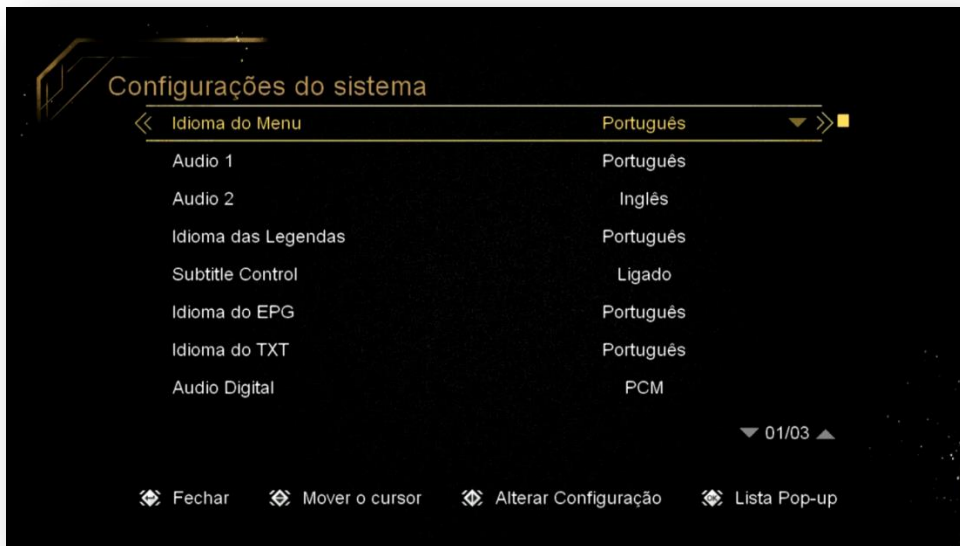 Configurações do sistema
Idioma do Menu Português
Audio 1 Português
Audio 2 Inglês
Idioma das Legendas Português
Subtitle Control Ligado
Idioma do EPG Português
Idioma do TXT Português
Audio Digital PCM
01/03
Fechar Mover o cursor Alterar Configuração Lista Pop-up